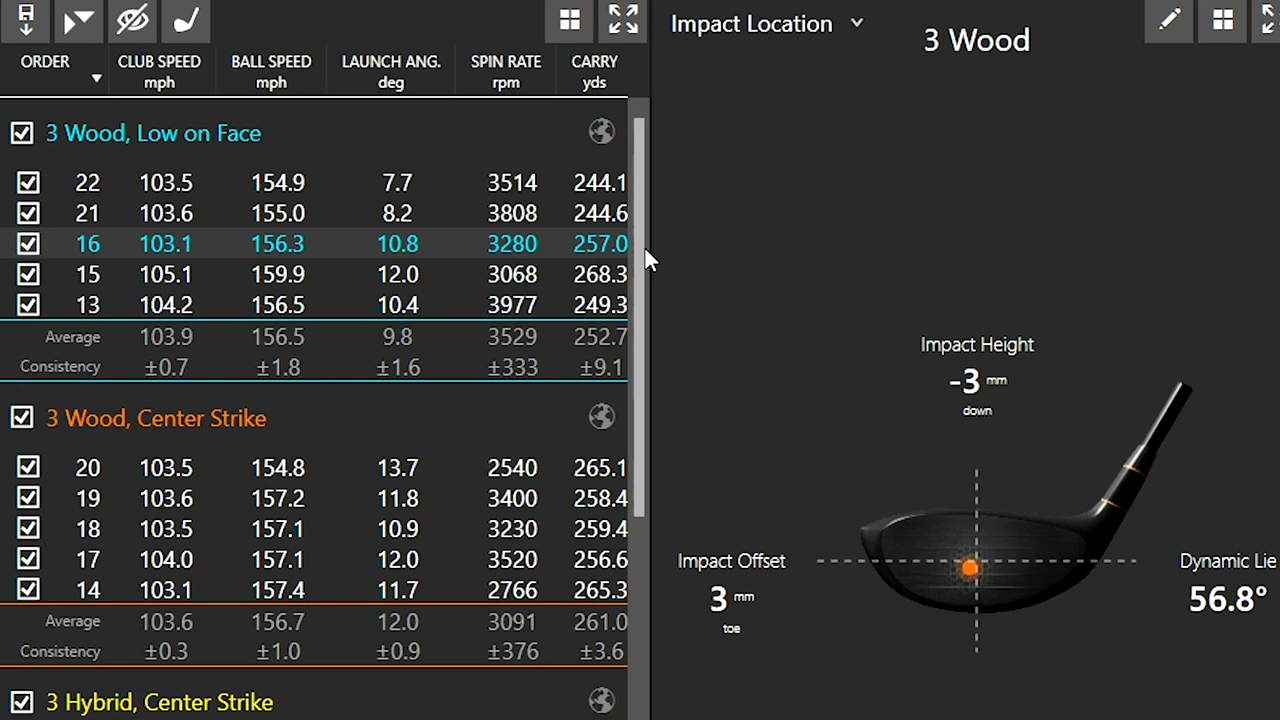 ORDER CLUB SPEED BALL SPEED LAUNCH ANG. SPIN RATE CARRY
mph mph deg rpm yds
3 Wood, Low on Face
22 103.5 154.9 7.7 3514 244.1
21 103.6 155.0 8.2 3808 244.6
16 103.1 156.3 10.8 3280 257.0
15 105.1 159.9 12.0 3068 268.3
13 104.2 156.5 10.4 3977 249.3
Average 103.9 156.5 9.8 3529 252.7
Consistency ±0.7 ±1.8 ±1.6 ±333 ±9.1
3 Wood, Center Strike
20 103.5 154.8 13.7 2540 265.1
19 103.6 157.2 11.8 3400 258.4
18 103.5 157.1 10.9 3230 259.4
17 104.0 157.1 12.0 3520 256.6
14 103.1 157.4 11.7 2766 265.3
Average 103.6 156.7 12.0 3091 261.0
Consistency ±0.3 ±1.0 ±0.9 ±376 ±3.6
3 Hybrid, Center Strike
Impact Location
3 Wood
Impact Height
-3 mm
down
Impact Offset
3 mm
toe
Dynamic Lie
56.8°